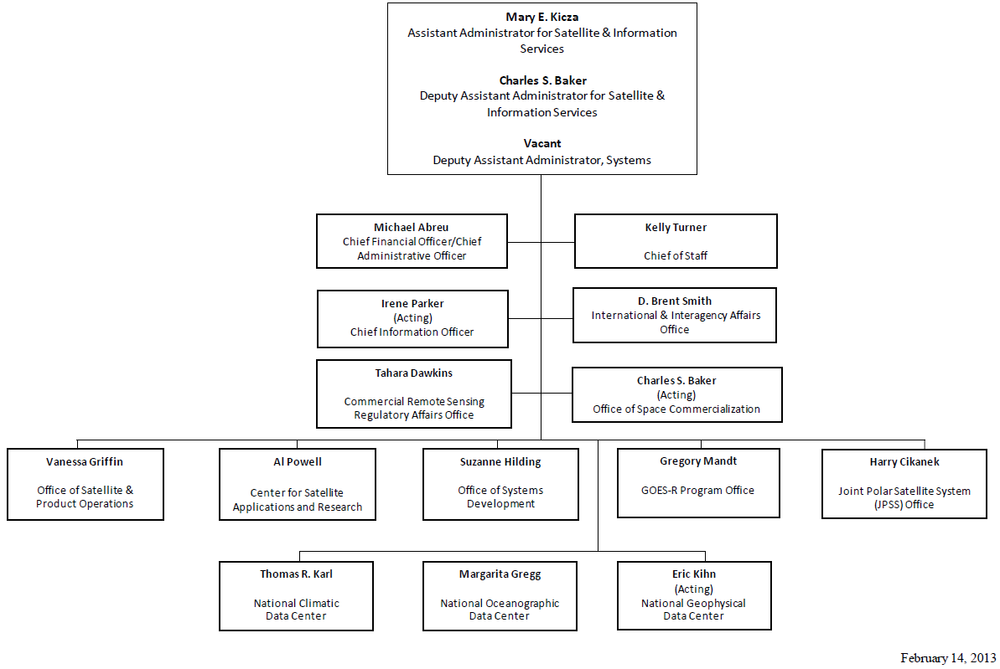 Mary E. Kicza
Assistant Administrator for Satellite & Information
Services
Charles S. Baker
Deputy Assistant Administrator for Satellite &
Information Services
Vacant
Deputy Assistant Administrator, Systems
Michael Abreu
Chief Financial Officer/Chief
Administrative Officer
Kelly Turner
Chief of Staff
Irene Parker
(Acting)
Chief Information Officer
D. Brent Smith
International & Interagency Affairs
Office
Tahara Dawkins
Commercial Remote Sensing
Regulatory Affairs Office
Charles S. Baker
(Acting)
Office of Space Commercialization
Vanessa Griffin
Office of Satellite &
Product Operations
Al Powell
Center for Satellite
Applications and Research
Suzanne Hilding
Office of Systems
Development
Gregory Mandt
GOES-R Program Office
Harry Cikanek
Joint Polar Satellite System
(JPSS) Office
Thomas R. Karl
National Climatic
Data Center
Margarita Gregg
National Oceanographic
Data Center
Eric Kihn
(Acting)
National Geophysical
Data Center
February 14, 2013